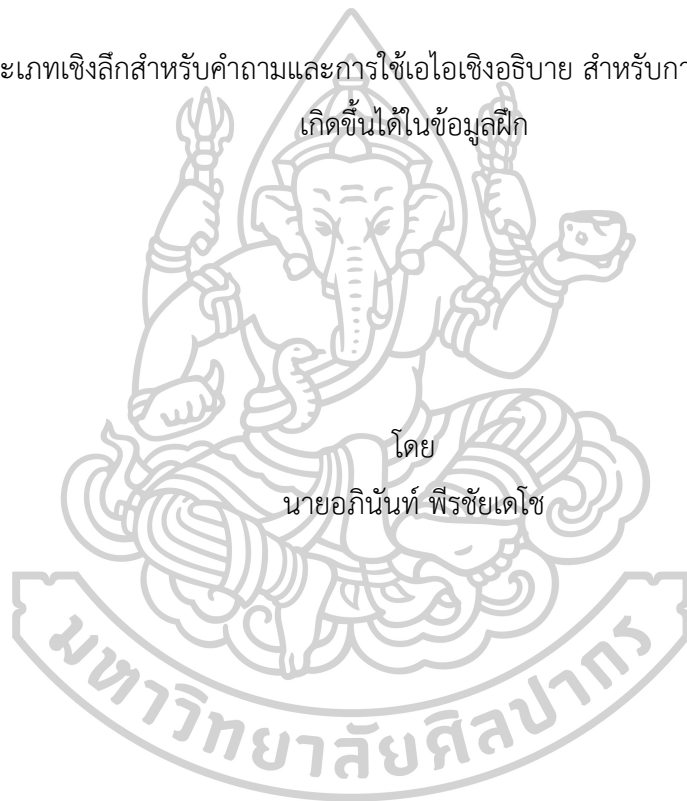 ะเภทเชิงลึกสำหรับคำถามและการใช้เอไอเชิงอธิบาย สำหรับกา
เกิดขึ้นได้ในข้อมูลฝึก
โดย
นายอภินันท์ พีรชัยเดโช
มหาวิทยาลัยศิลปากร